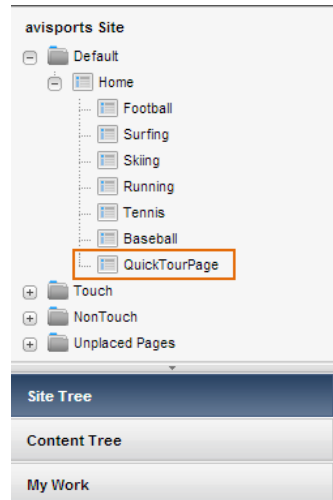 avisports Site
Default
Home
Football
Surfing
Skiing
Running
Tennis
Baseball
QuickTourPage
Touch
NonTouch
Unplaced Pages
Site Tree
Content Tree
My Work